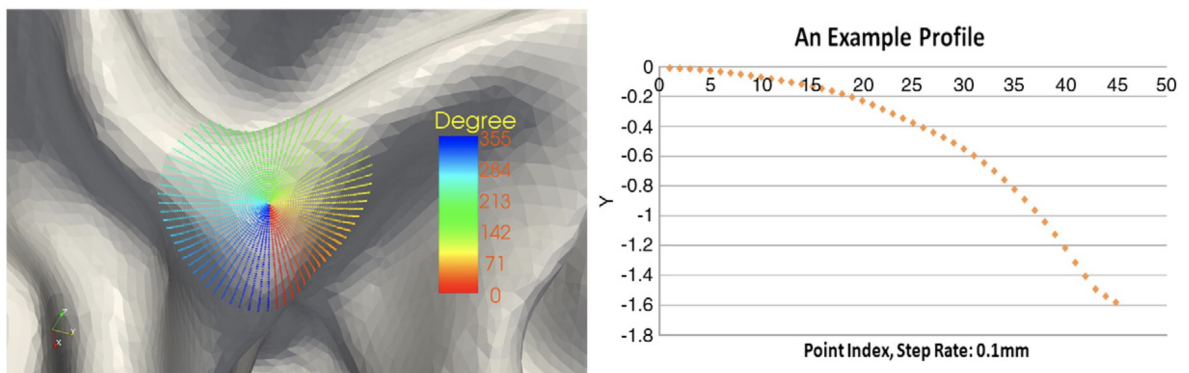 Degree
355
284
213
142
71
0
Z
Y
X
An Example Profile
0
0 5 10 15 20 25 30 35 40 45 50
-0.2
-0.4
-0.6
-0.8
-1
-1.2
-1.4
-1.6
-1.8
Y
Point Index, Step Rate: 0.1mm